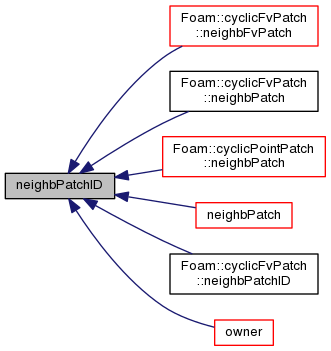 Foam::cyclicFvPatch
::neighbFvPatch
Foam::cyclicFvPatch
::neighbPatch
Foam::cyclicPointPatch
::neighbPatch
neighbPatchID
neighbPatch
Foam::cyclicFvPatch
::neighbPatchID
owner